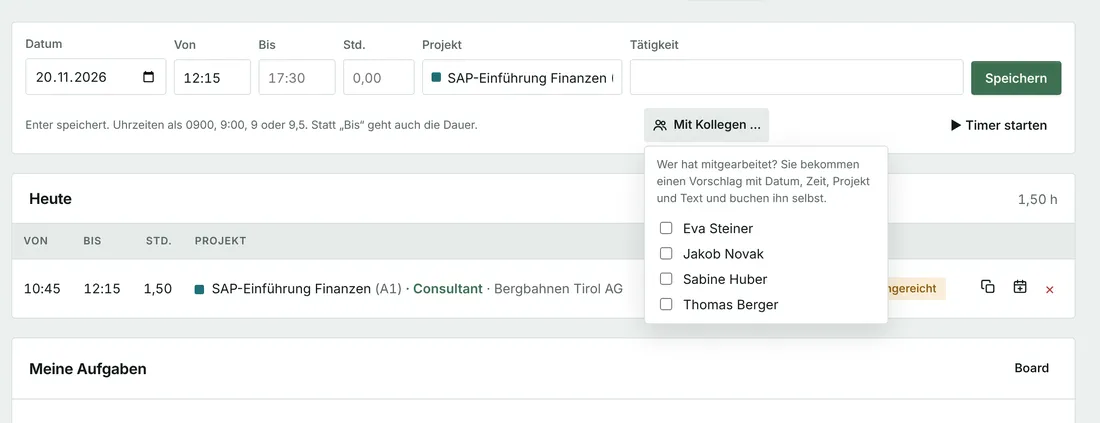 Datum Von Bis Std. Projekt Tätigkeit
20.11.2026 12:15 17:30 0,00 SAP-Einführung Finanzen ( Speichern
Enter speichert. Uhrzeiten als 0900, 9:00, 9 oder 9,5. Statt „Bis“ geht auch die Dauer. Mit Kollegen ... Timer starten
Wer hat mitgearbeitet? Sie bekommen
einen Vorschlag mit Datum, Zeit, Projekt
und Text und buchen ihn selbst.
Eva Steiner
Jakob Novak
Sabine Huber
Thomas Berger
Heute 1,50 h
VON BIS STD. PROJEKT
10:45 12:15 1,50 SAP-Einführung Finanzen (A1) · Consultant · Bergbahnen Tirol AG
Meine Aufgaben Board